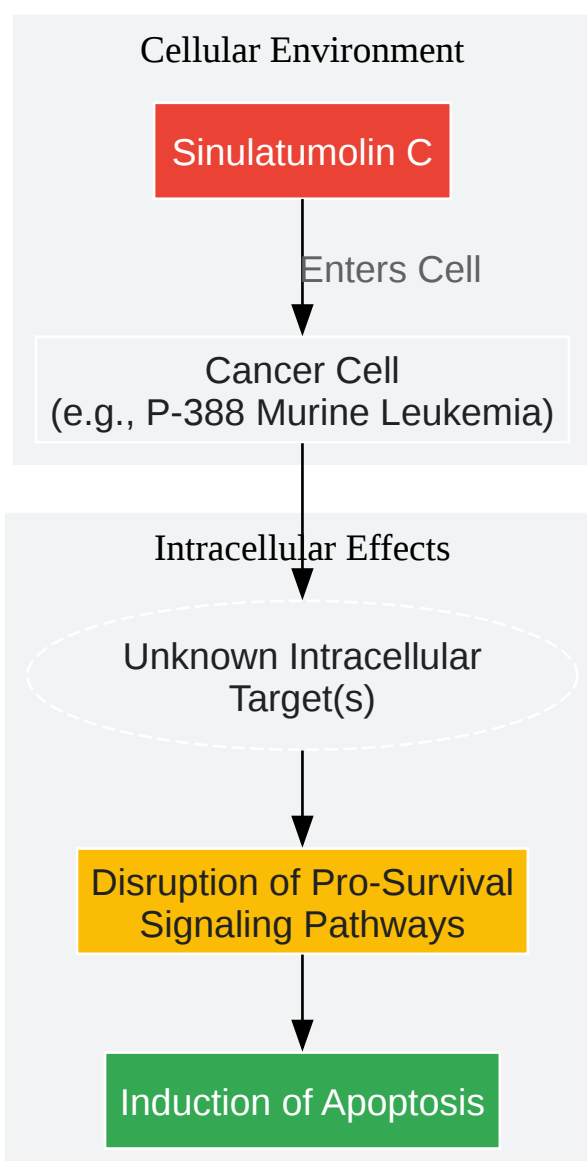 Cellular Environment
Sinulatumolin C
Enters Cell
Cancer Cell
(e.g., P-388 Murine Leukemia)
Intracellular Effects
Unknown Intracellular
Target(s)
Disruption of Pro-Survival
Signaling Pathways
Induction of Apoptosis